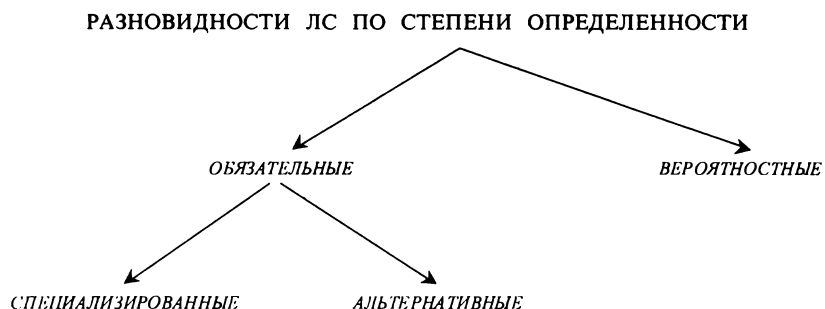 РАЗНОВИДНОСТИ ЛС ПО СТЕПЕНИ ОПРЕДЕЛЕННОСТИ
ОБЯЗАТЕЛЬНЫЕ ВЕРОЯТНОСТНЫЕ
СПЕЦИАЛИЗИРОВАННЫЕ АЛЬТЕРНАТИВНЫЕ